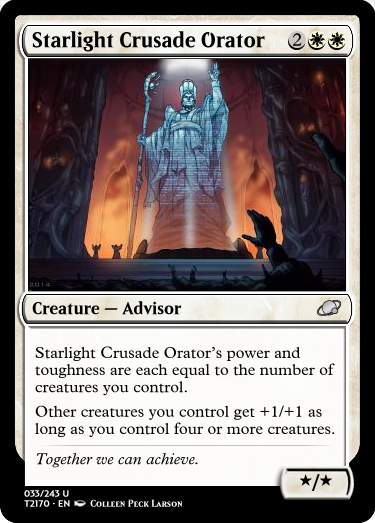 Starlight Crusade Orator 2
2014
Creature — Advisor
Starlight Crusade Orator's power and
toughness are each equal to the number of
creatures you control.
Other creatures you control get +1/+1 as
long as you control four or more creatures.
Together we can achieve.
★/★
033/243 U
T2170 · EN Colleen Peck Larson